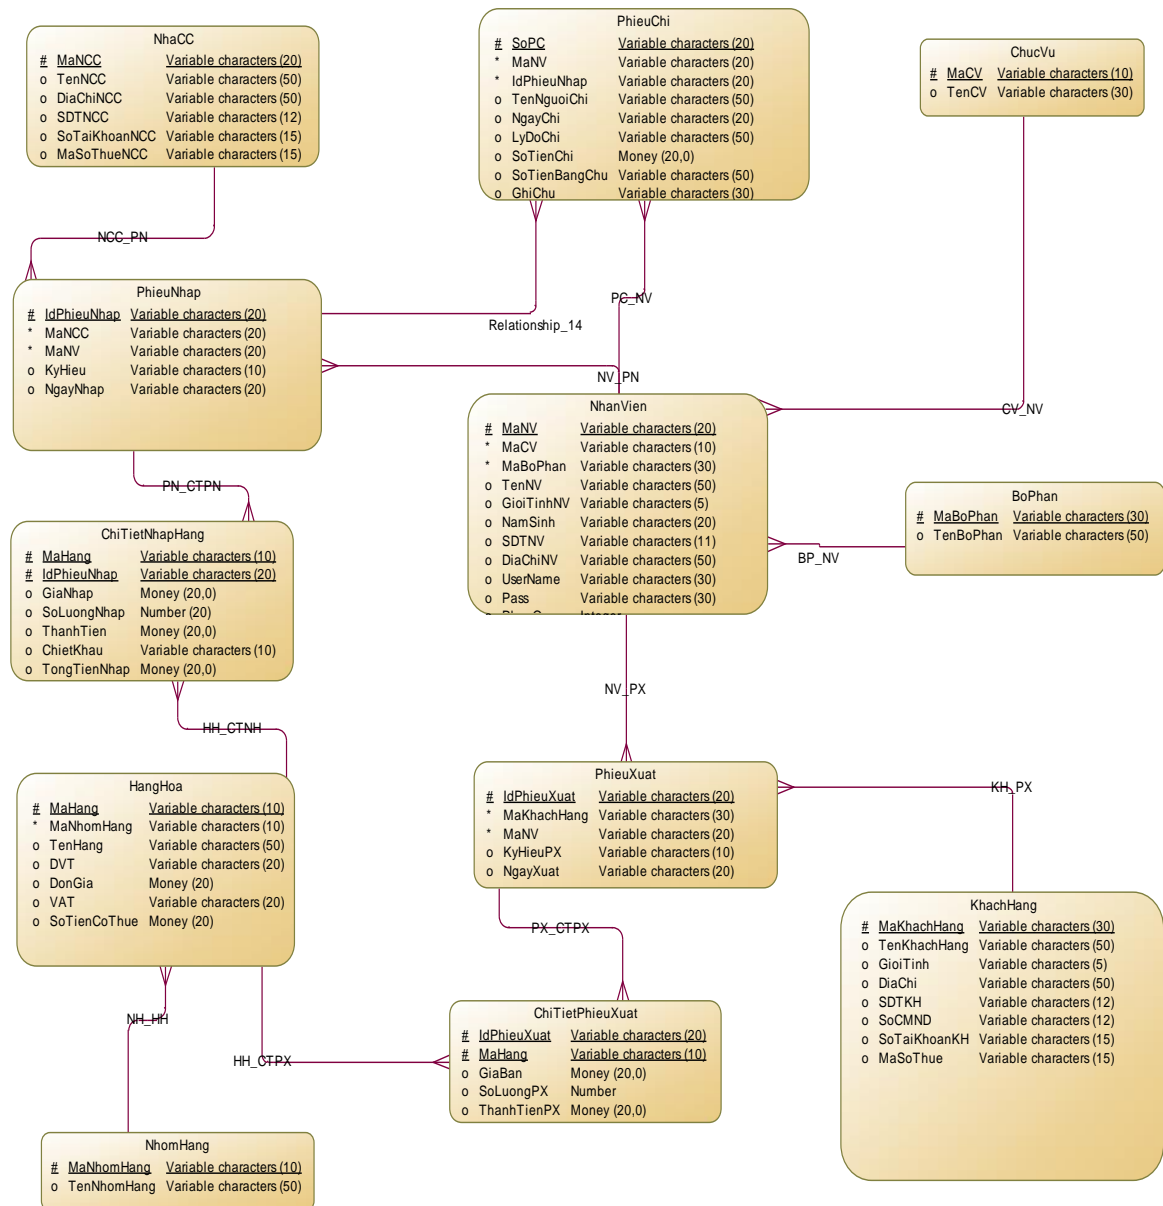 NhaCC
# MaNCC Variable characters (20)
o TenNCC Variable characters (50)
o DiaChiNCC Variable characters (50)
o SDTNCC Variable characters (12)
o SoTaiKhoanNCC Variable characters (15)
o MaSoThueNCC Variable characters (15)
PhieuChi
# SoPC Variable characters (20)
* MaNV Variable characters (20)
* IdPhieuNhap Variable characters (20)
o TenNguoiChi Variable characters (50)
o NgayChi Variable characters (20)
o LyDoChi Variable characters (50)
o SoTienChi Money (20,0)
o SoTienBangChu Variable characters (50)
o GhiChu Variable characters (30)
ChucVu
# MaCV Variable characters (10)
o TenCV Variable characters (30)
NCC_PN
PhieuNhap
# IdPhieuNhap Variable characters (20)
* MaNCC Variable characters (20)
* MaNV Variable characters (20)
o KyHieu Variable characters (10)
o NgayNhap Variable characters (20)
PC_NV
Relationship_14
NV_PN
CV_NV
NhanVien
# MaNV Variable characters (20)
* MaCV Variable characters (10)
* MaBoPhan Variable characters (30)
o TenNV Variable characters (50)
o GioiTinhNV Variable characters (5)
o NamSinh Variable characters (20)
o SDTNV Variable characters (11)
o DiaChiNV Variable characters (50)
o UserName Variable characters (30)
o Pass Variable characters (30)
BoPhan
# MaBoPhan Variable characters (30)
o TenBoPhan Variable characters (50)
BP_NV
PN_CTPN
ChiTietNhapHang
# MaHang Variable characters (10)
# IdPhieuNhap Variable characters (20)
o GiaNhap Money (20,0)
o SoLuongNhap Number (20)
o ThanhTien Money (20,0)
o ChietKhau Variable characters (10)
o TongTienNhap Money (20,0)
NV_PX
HH_CTNH
HangHoa
# MaHang Variable characters (10)
* MaNhomHang Variable characters (10)
o TenHang Variable characters (50)
o DVT Variable characters (20)
o DonGia Money (20)
o VAT Variable characters (20)
o SoTienCoThue Money (20)
PhieuXuat
# IdPhieuXuat Variable characters (20)
* MaKhachHang Variable characters (30)
* MaNV Variable characters (20)
o KyHieuPX Variable characters (10)
o NgayXuat Variable characters (20)
KH_PX
KhachHang
# MaKhachHang Variable characters (30)
o TenKhachHang Variable characters (50)
o GioiTinh Variable characters (5)
o DiaChi Variable characters (50)
o SDTKH Variable characters (12)
o SoCMND Variable characters (12)
o SoTaiKhoanKH Variable characters (15)
o MaSoThue Variable characters (15)
PX_CTPX
NH_HH
HH_CTPX
ChiTietPhieuXuat
# IdPhieuXuat Variable characters (20)
# MaHang Variable characters (10)
o GiaBan Money (20,0)
o SoLuongPX Number
o ThanhTienPX Money (20,0)
NhomHang
# MaNhomHang Variable characters (10)
o TenNhomHang Variable characters (50)